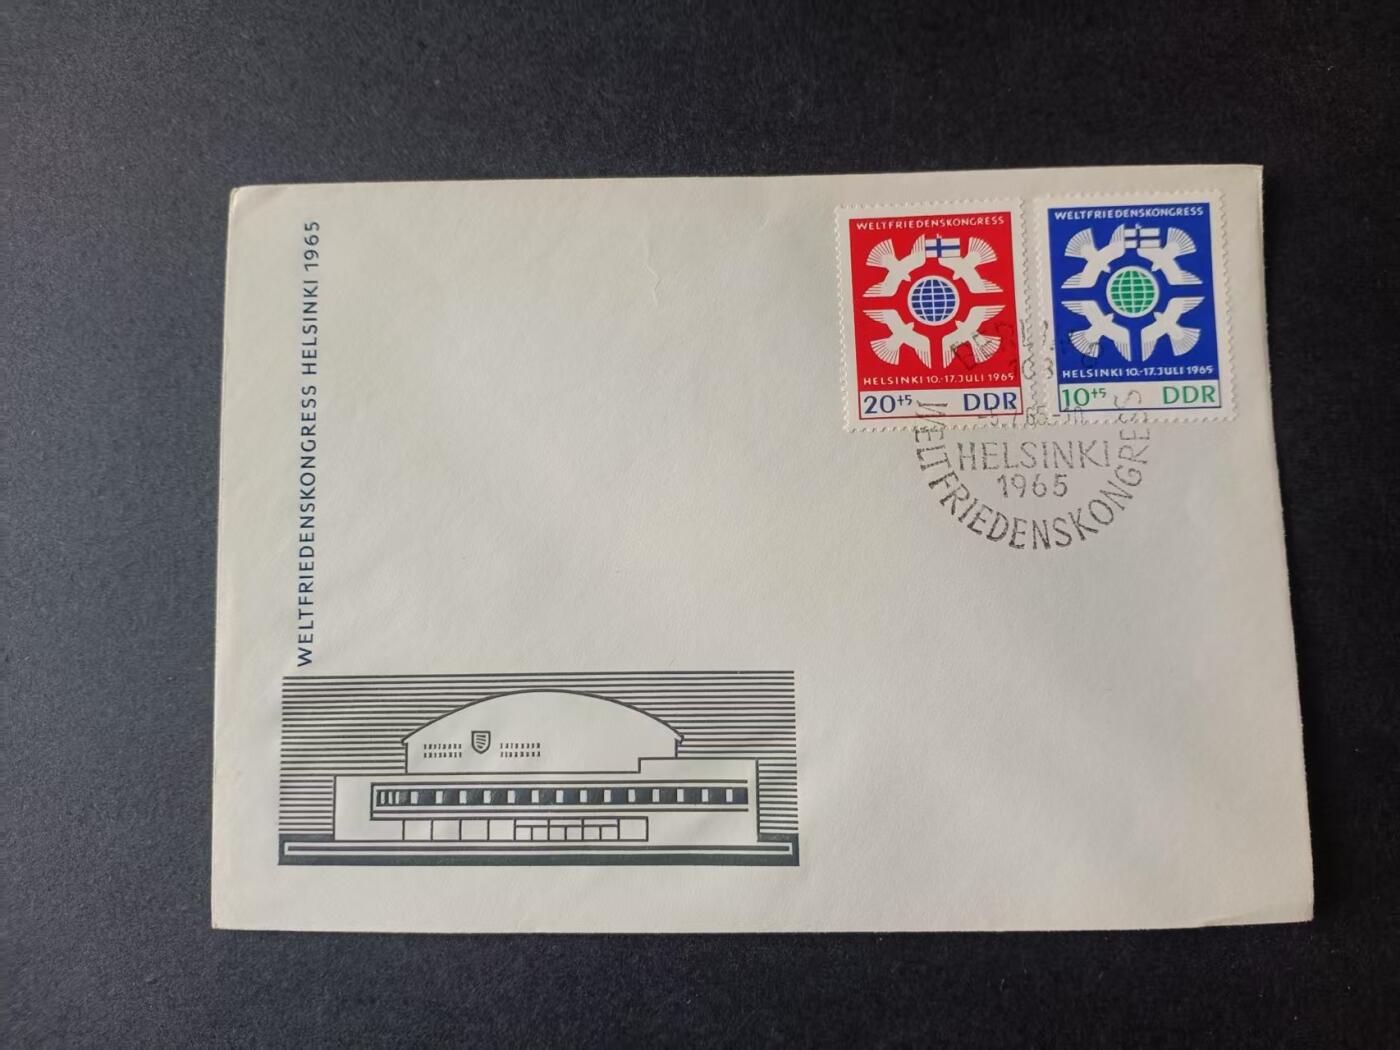 WELTFRIEDENSKONGRESS HELSINKI 1965
WELTFRIEDENSKONGRESS
HELSINKI 10.-17. JULI 1965
20+5 DDR
WELTFRIEDENSKONGRESS
HELSINKI 10.-17. JULI 1965
10+5 DDR
HELSINKI
1965
WELTFRIEDENSKONGRESS